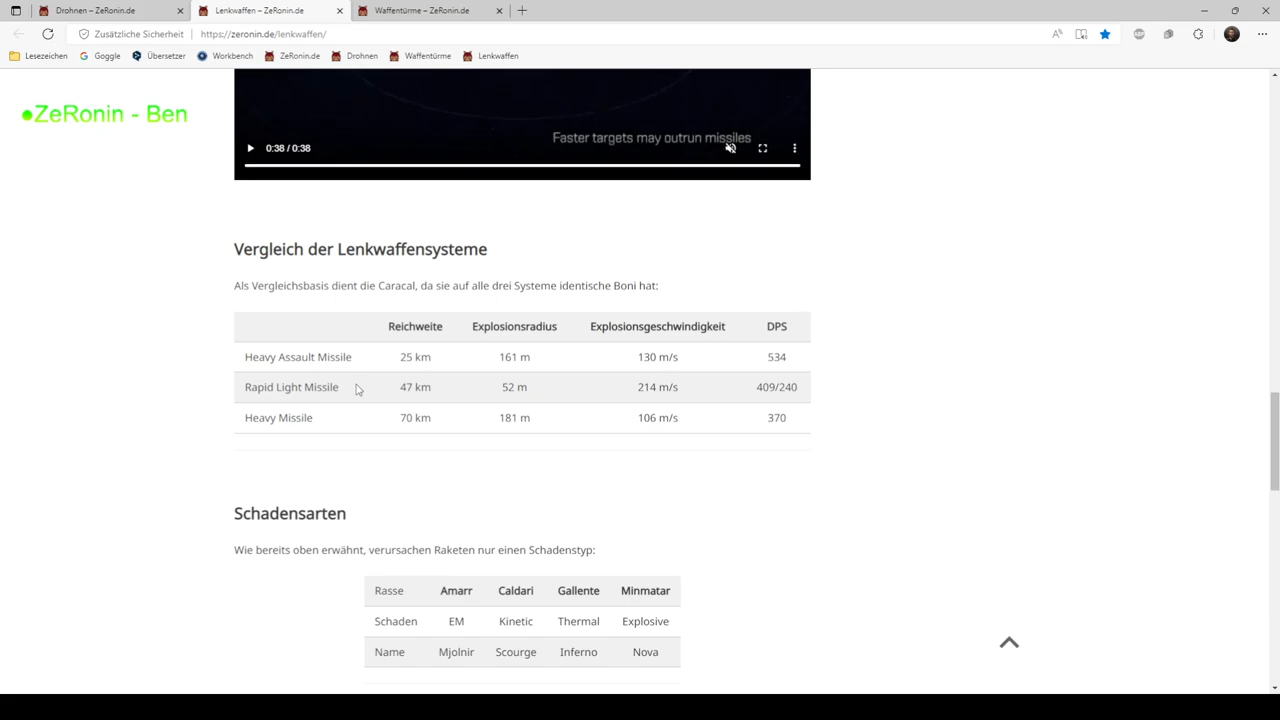 Drohnen – ZeRonin.de
Lenkwaffen – ZeRonin.de
Waffentürme – ZeRonin.de
Zusätzliche Sicherheit
https://zeronin.de/lenkwaffen/
Lesezeichen
Goggle
Übersetzer
Workbench
ZeRonin.de
Drohnen
Waffentürme
Lenkwaffen
●ZeRonin - Ben
Faster targets may outrun missiles
0:38 / 0:38
Vergleich der Lenkwaffensysteme
Als Vergleichsbasis dient die Caracal, da sie auf alle drei Systeme identische Boni hat:
Reichweite Explosionsradius Explosionsgeschwindigkeit DPS
Heavy Assault Missile 25 km 161 m 130 m/s 534
Rapid Light Missile 47 km 52 m 214 m/s 409/240
Heavy Missile 70 km 181 m 106 m/s 370
Schadensarten
Wie bereits oben erwähnt, verursachen Raketen nur einen Schadenstyp:
Rasse Amarr Caldari Gallente Minmatar
Schaden EM Kinetic Thermal Explosive
Name Mjolnir Scourge Inferno Nova